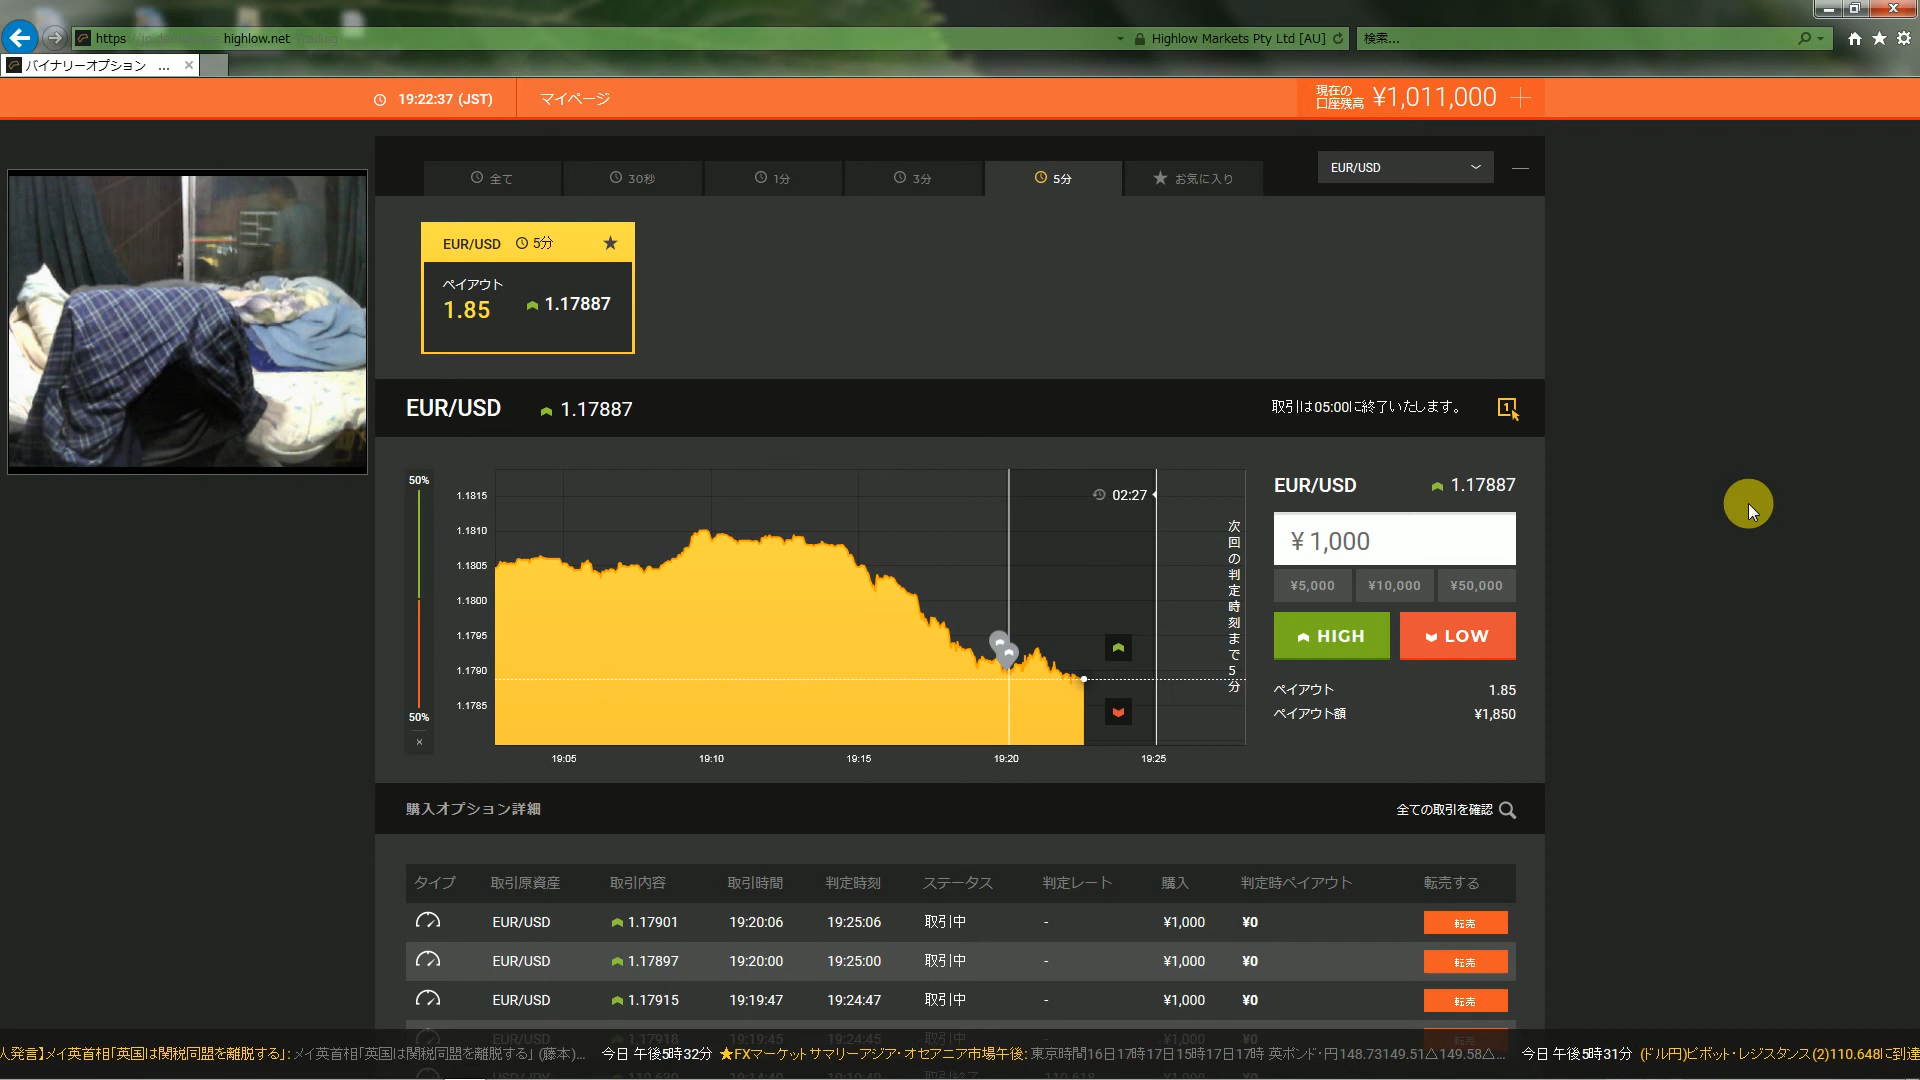 https://
highlow.net
Highlow Markets Pty Ltd [AU]
検索...
バイナリーオプション ...
19:22:37 (JST)
マイページ
現在の
口座残高
¥1,011,000
全て
30秒
1分
3分
5分
お気に入り
EUR/USD
EUR/USD 5分
ペイアウト
1.85
1.17887
EUR/USD 1.17887
取引は05:00に終了いたします。
1
50%
50%
×
1.1815
1.1810
1.1805
1.1800
1.1795
1.1790
1.1785
02:27
次回の判定時刻まで5分
19:05 19:10 19:15 19:20 19:25
EUR/USD 1.17887
¥ 1,000
¥5,000 ¥10,000 ¥50,000
HIGH LOW
ペイアウト 1.85
ペイアウト額 ¥1,850
購入オプション詳細
全ての取引を確認
タイプ 取引原資産 取引内容 取引時間 判定時刻 ステータス 判定レート 購入 判定時ペイアウト 転売する
EUR/USD 1.17901 19:20:06 19:25:06 取引中 - ¥1,000 ¥0 転売
EUR/USD 1.17897 19:20:00 19:25:00 取引中 - ¥1,000 ¥0 転売
EUR/USD 1.17915 19:19:47 19:24:47 取引中 - ¥1,000 ¥0 転売
EUR/USD 1.17918 19:19:45 19:24:45 取引中 - ¥1,000 ¥0
人発言】メイ英首相「英国は関税同盟を離脱する」: メイ英首相「英国は関税同盟を離脱する」 (藤本)... 今日 午後5時32分 ★FXマーケットサマリーアジア・オセアニア市場午後: 東京時間16日17時17日15時17日17時 英ポンド・円148.73149.51△149.58△... 今日 午後5時31分 (ドル円)ピボット・レジスタンス(2)110.648に到達